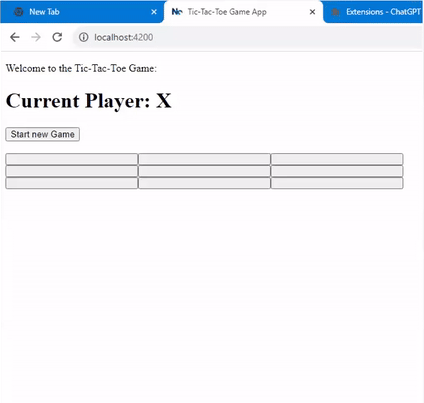 New Tab
Tic-Tac-Toe Game App
Extensions - ChatGPT
localhost:4200
Welcome to the Tic-Tac-Toe Game:
Current Player: X
Start new Game